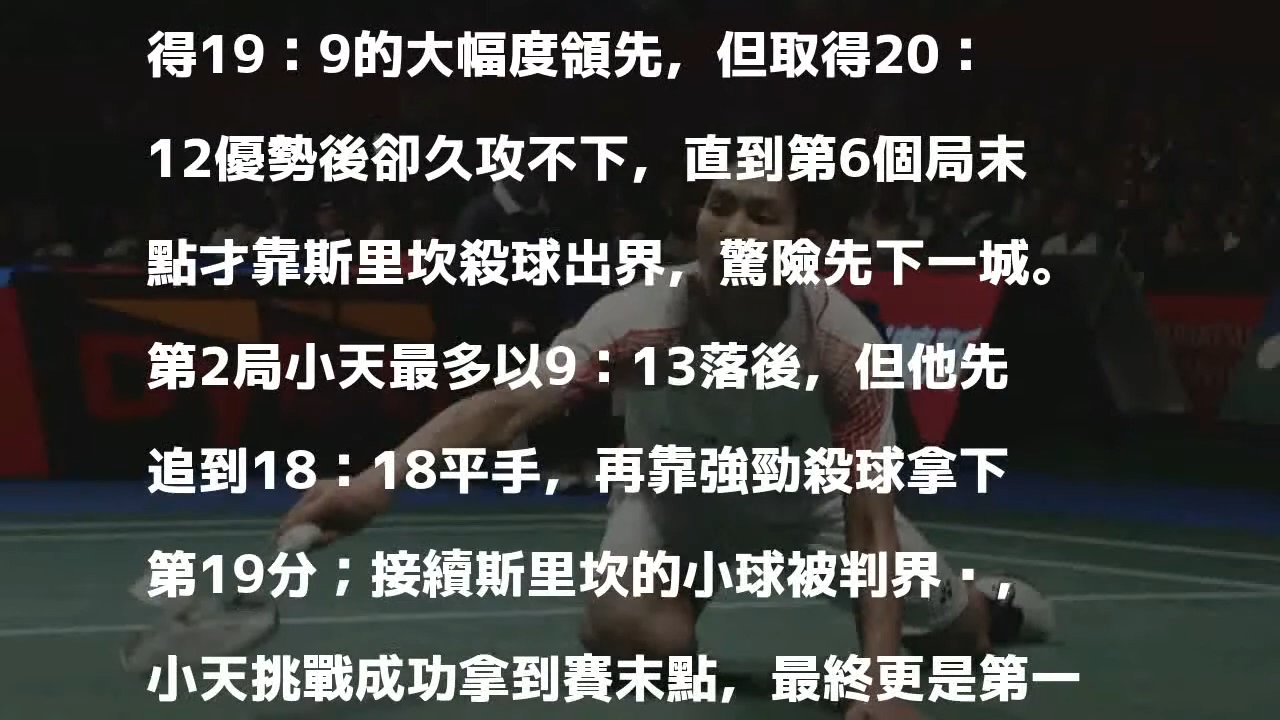 得19：9的大幅度領先，但取得20：
12優勢後卻久攻不下，直到第6個局末
點才靠斯里坎殺球出界，驚險先下一城。
第2局小天最多以9：13落後，但他先
追到18：18平手，再靠強勁殺球拿下
第19分；接續斯里坎的小球被判界·，
小天挑戰成功拿到賽末點，最終更是第一